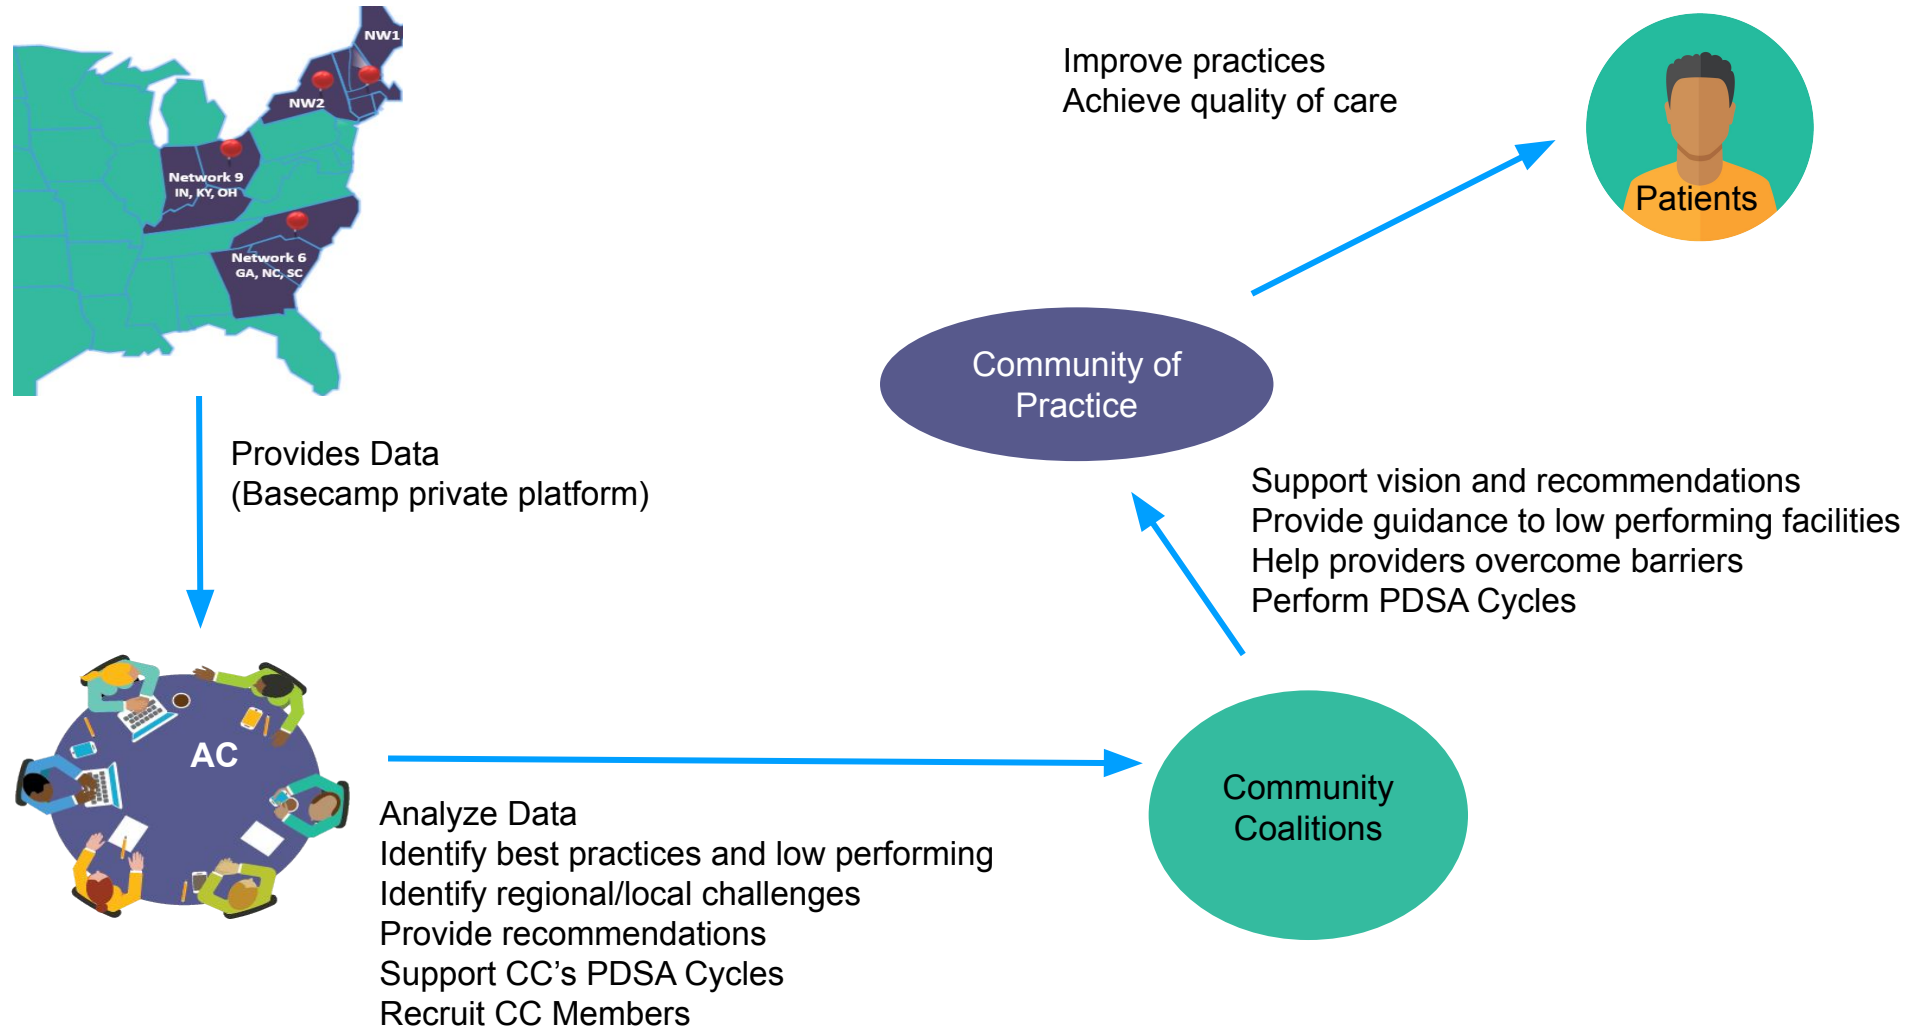 NW1
NW2
Network 9
IN, KY, OH
Network 6
GA, NC, SC
Provides Data
(Basecamp private platform)
AC
Analyze Data
Identify best practices and low performing
Identify regional/local challenges
Provide recommendations
Support CC’s PDSA Cycles
Recruit CC Members
Community
Coalitions
Support vision and recommendations
Provide guidance to low performing facilities
Help providers overcome barriers
Perform PDSA Cycles
Community of
Practice
Improve practices
Achieve quality of care
Patients